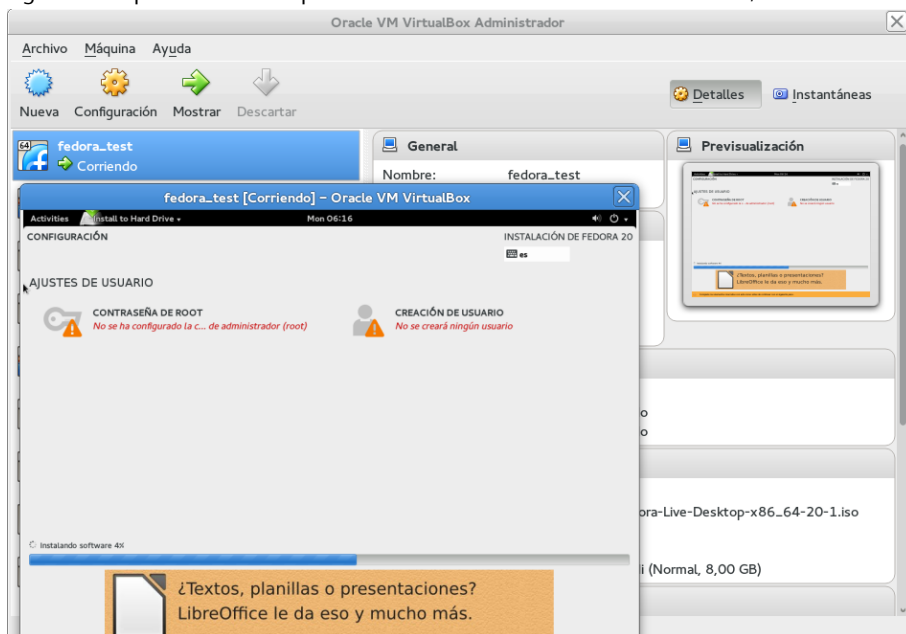 Oracle VM VirtualBox Administrador
Archivo Máquina Ayuda
Nueva Configuración Mostrar Descartar
Detalles Instantáneas
64
fedora_test
Corriendo
General
Nombre: fedora_test
Previsualización
fedora_test [Corriendo] – Oracle VM VirtualBox
Activities Install to Hard Drive Mon 06:16
CONFIGURACIÓN
INSTALACIÓN DE FEDORA 20
es
AJUSTES DE USUARIO
CONTRASEÑA DE ROOT
No se ha configurado la c... de administrador (root)
CREACIÓN DE USUARIO
No se creará ningún usuario
o
o
ora-Live-Desktop-x86_64-20-1.iso
i (Normal, 8,00 GB)
Instalando software 4%
¿Textos, planillas o presentaciones?
LibreOffice le da eso y mucho más.